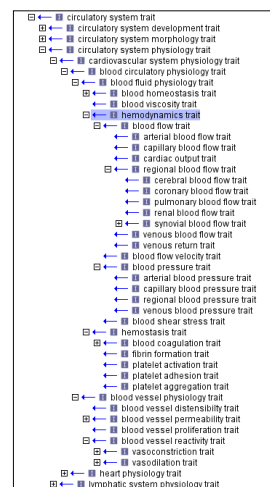 circulatory system trait
circulatory system development trait
circulatory system morphology trait
circulatory system physiology trait
cardiovascular system physiology trait
blood circulatory physiology trait
blood fluid physiology trait
blood homeostasis trait
blood viscosity trait
hemodynamics trait
blood flow trait
arterial blood flow trait
capillary blood flow trait
cardiac output trait
regional blood flow trait
cerebral blood flow trait
coronary blood flow trait
pulmonary blood flow trait
renal blood flow trait
synovial blood flow trait
venous blood flow trait
venous return trait
blood flow velocity trait
blood pressure trait
arterial blood pressure trait
capillary blood pressure trait
regional blood pressure trait
venous blood pressure trait
blood shear stress trait
hemostasis trait
blood coagulation trait
fibrin formation trait
platelet activation trait
platelet adhesion trait
platelet aggregation trait
blood vessel physiology trait
blood vessel distensibilty trait
blood vessel permeability trait
blood vessel proliferation trait
blood vessel reactivity trait
vasoconstriction trait
vasodilation trait
heart physiology trait
lymphatic system physiology trait